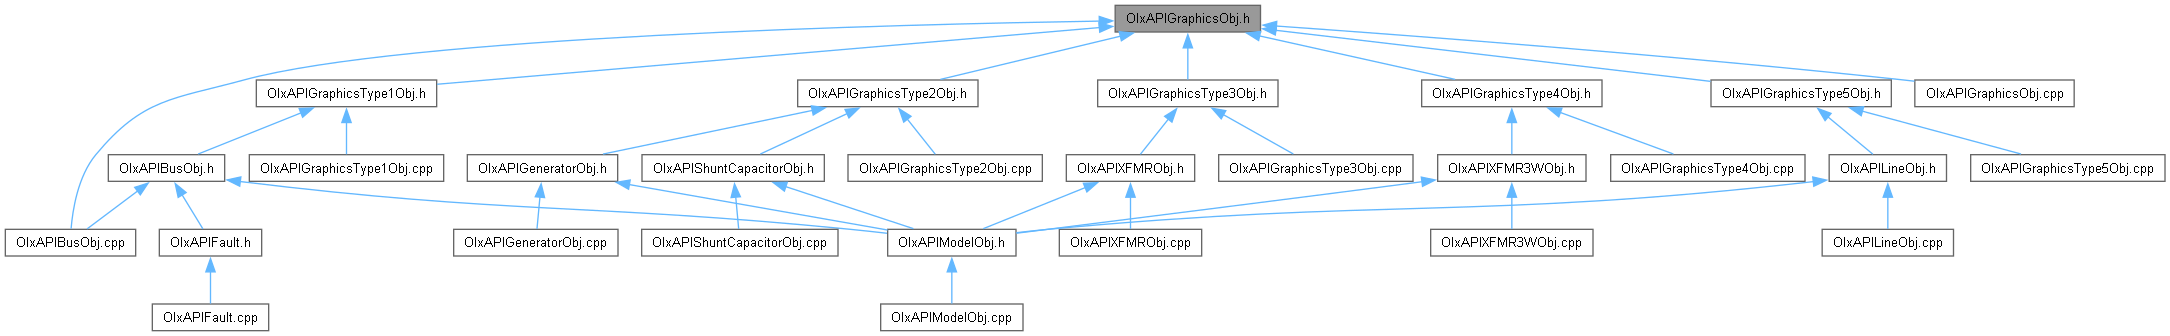 OlxAPIGraphicsObj.h
OlxAPIGraphicsType1Obj.h
OlxAPIGraphicsType2Obj.h
OlxAPIGraphicsType3Obj.h
OlxAPIGraphicsType4Obj.h
OlxAPIGraphicsType5Obj.h
OlxAPIGraphicsObj.cpp
OlxAPIBusObj.h
OlxAPIGraphicsType1Obj.cpp
OlxAPIGeneratorObj.h
OlxAPIShuntCapacitorObj.h
OlxAPIGraphicsType2Obj.cpp
OlxAPIXFMRObj.h
OlxAPIGraphicsType3Obj.cpp
OlxAPIXFMR3WObj.h
OlxAPIGraphicsType4Obj.cpp
OlxAPILineObj.h
OlxAPIGraphicsType5Obj.cpp
OlxAPIBusObj.cpp
OlxAPIFault.h
OlxAPIGeneratorObj.cpp
OlxAPIShuntCapacitorObj.cpp
OlxAPIModelObj.h
OlxAPIXFMRObj.cpp
OlxAPIXFMR3WObj.cpp
OlxAPILineObj.cpp
OlxAPIFault.cpp
OlxAPIModelObj.cpp